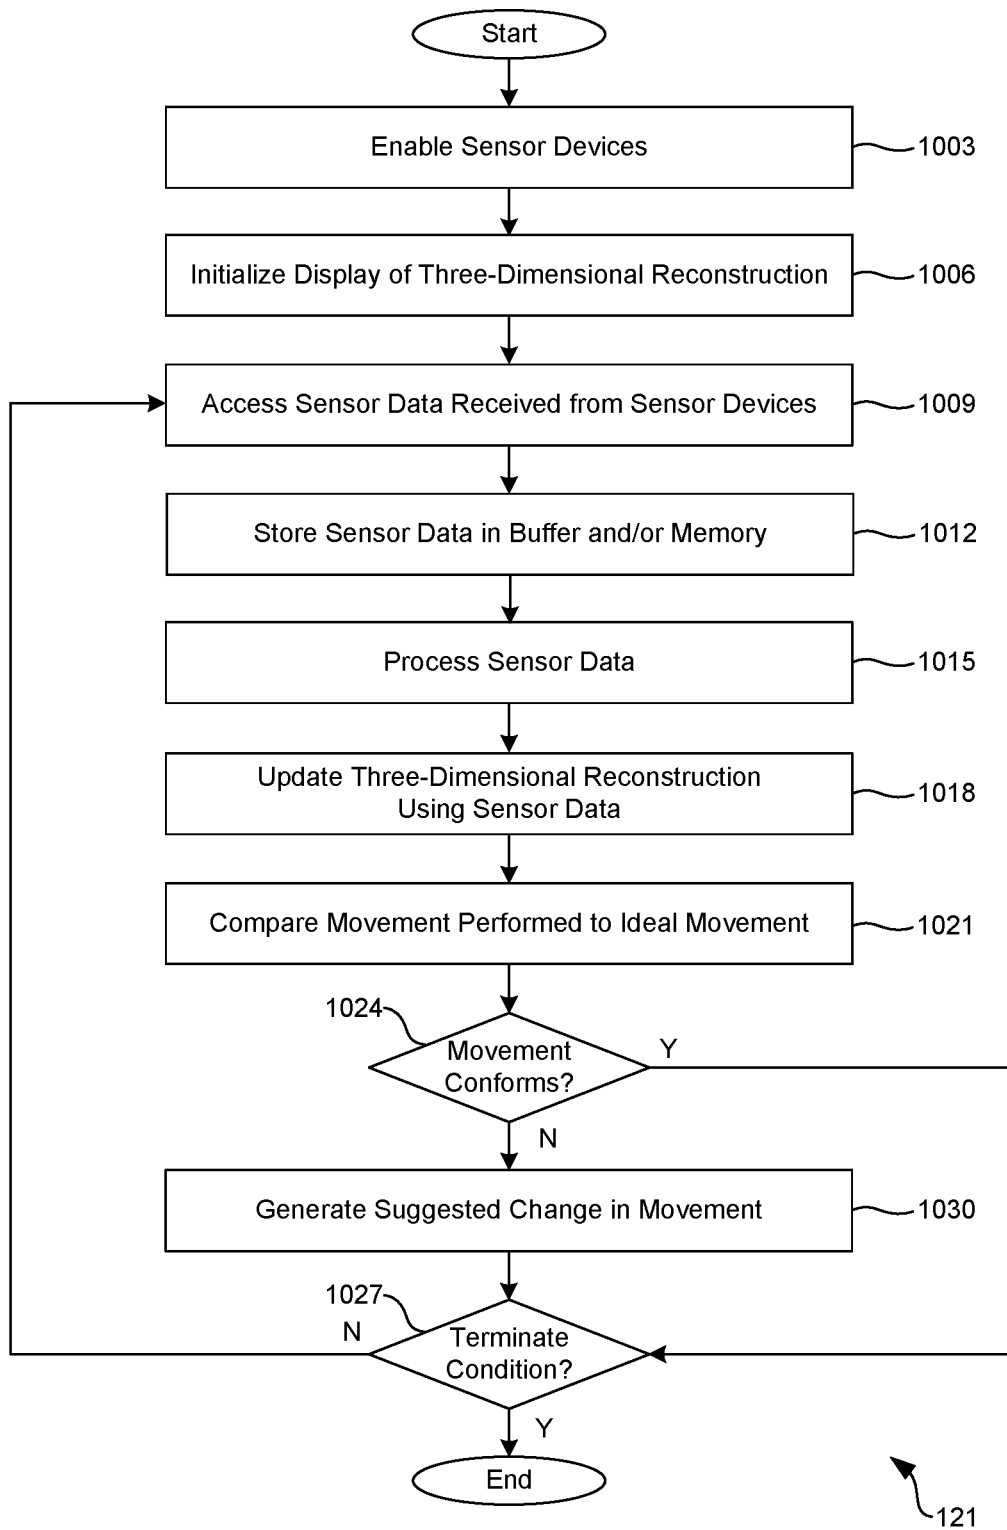 Start
Enable Sensor Devices
1003
Initialize Display of Three-Dimensional Reconstruction
1006
Access Sensor Data Received from Sensor Devices
1009
Store Sensor Data in Buffer and/or Memory
1012
Process Sensor Data
1015
Update Three-Dimensional Reconstruction
Using Sensor Data
1018
Compare Movement Performed to Ideal Movement
1021
1024
Movement
Conforms?
Y
N
Generate Suggested Change in Movement
1030
1027
N
Terminate
Condition?
Y
End
121